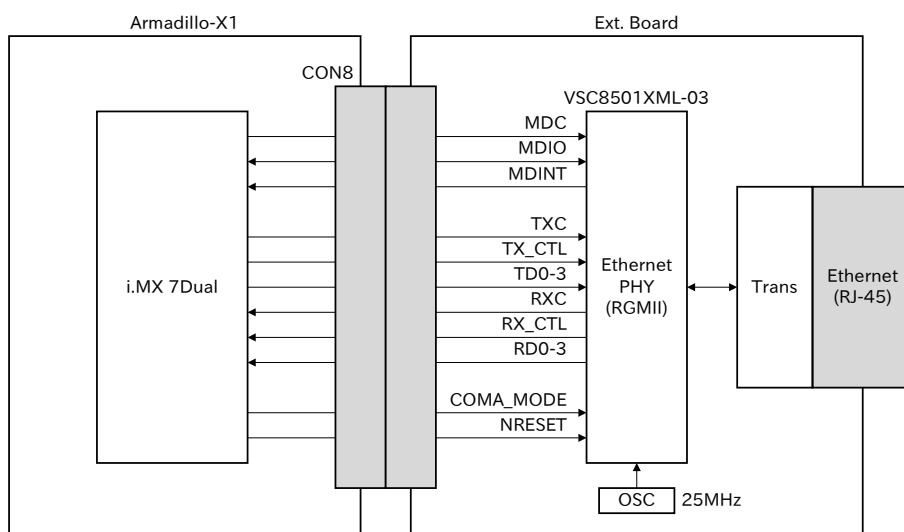 Armadillo-X1
Ext. Board
CON8
VSC8501XML-03
MDC
MDIO
MDINT
TXC
TX_CTL
TD0-3
RXC
RX_CTL
RD0-3
COMA_MODE
NRESET
i.MX 7Dual
Ethernet
PHY
(RGMII)
Trans
Ethernet
(RJ-45)
OSC
25MHz